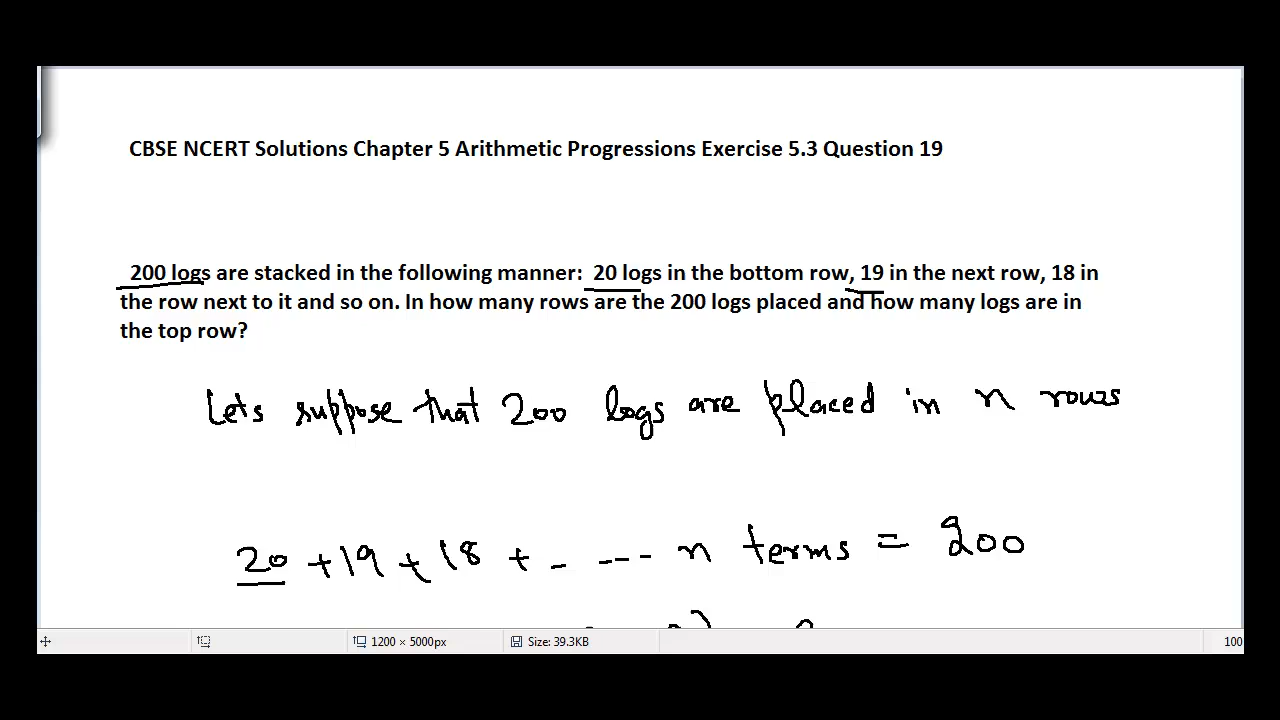 CBSE NCERT Solutions Chapter 5 Arithmetic Progressions Exercise 5.3 Question 19
200 logs are stacked in the following manner: 20 logs in the bottom row, 19 in the next row, 18 in
the row next to it and so on. In how many rows are the 200 logs placed and how many logs are in
the top row?
Lets suppose that 200 logs are placed in n rows
20 + 19 + 18 + - --- n terms = 200
1200 × 5000px Size: 39.3KB 100